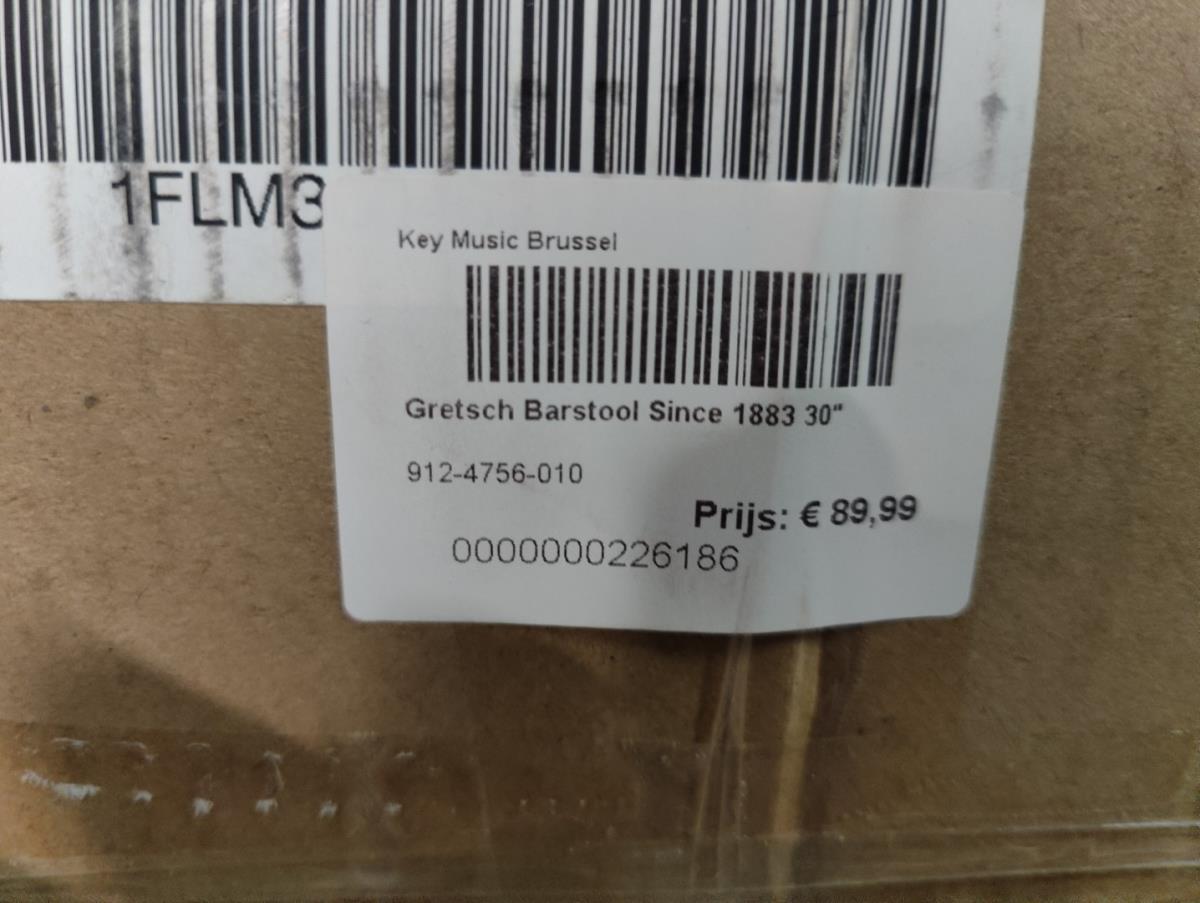 1FLM3
Key Music Brussel
Gretsch Barstool Since 1883 30"
912-4756-010
Prijs: € 89,99
0000000226186